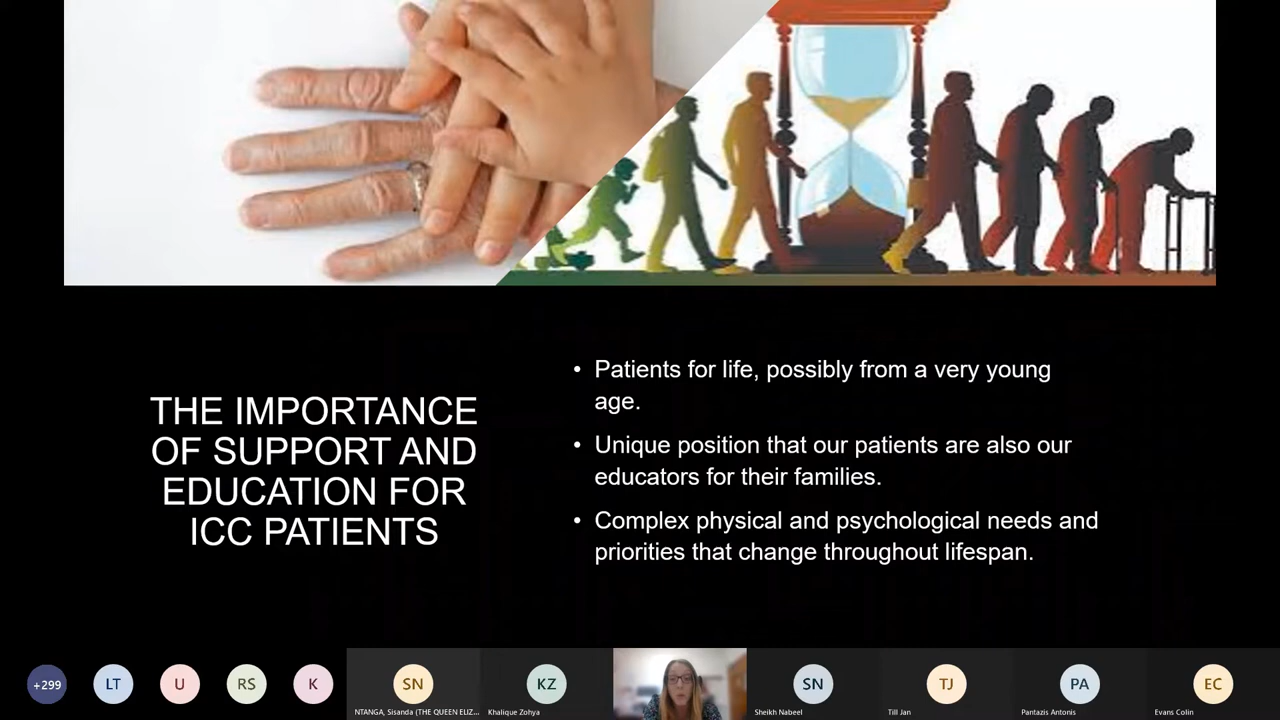 THE IMPORTANCE
OF SUPPORT AND
EDUCATION FOR
ICC PATIENTS
• Patients for life, possibly from a very young
age.
• Unique position that our patients are also our
educators for their families.
• Complex physical and psychological needs and
priorities that change throughout lifespan.
+299
LT
U
RS
K
SN
KZ
SN
TJ
PA
EC
NTANGA, Sisanda (THE QUEEN ELIZ...
Khalique Zohya
Sheikh Nabeel
Till Jan
Pantazis Antonis
Evans Colin